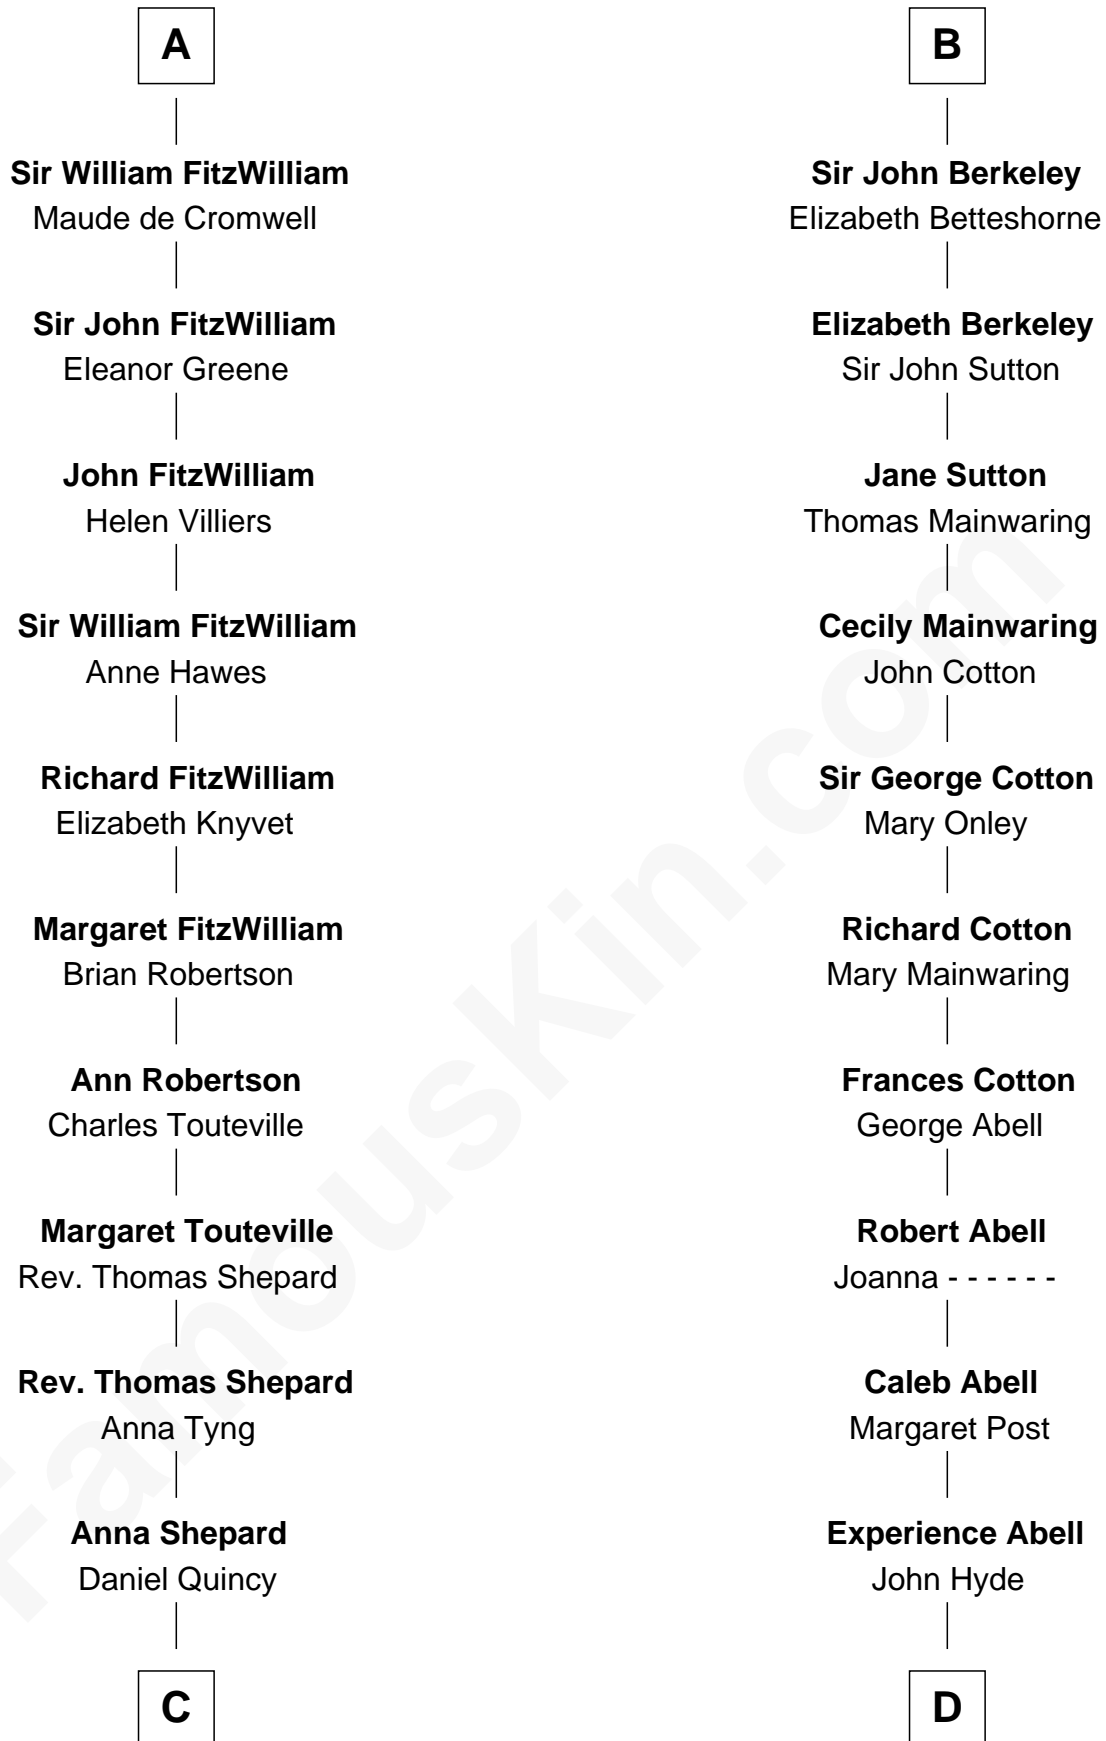 A
Sir William FitzWilliam
Maude de Cromwell
Sir John FitzWilliam
Eleanor Greene
John FitzWilliam
Helen Villiers
Sir William FitzWilliam
Anne Hawes
Richard FitzWilliam
Elizabeth Knyvet
Margaret FitzWilliam
Brian Robertson
Ann Robertson
Charles Touteville
Margaret Touteville
Rev. Thomas Shepard
Rev. Thomas Shepard
Anna Tyng
Anna Shepard
Daniel Quincy
C
B
Sir John Berkeley
Elizabeth Betteshorne
Elizabeth Berkeley
Sir John Sutton
Jane Sutton
Thomas Mainwaring
Cecily Mainwaring
John Cotton
Sir George Cotton
Mary Onley
Richard Cotton
Mary Mainwaring
Frances Cotton
George Abell
Robert Abell
Joanna - - - - - -
Caleb Abell
Margaret Post
Experience Abell
John Hyde
D
FamousKin.com